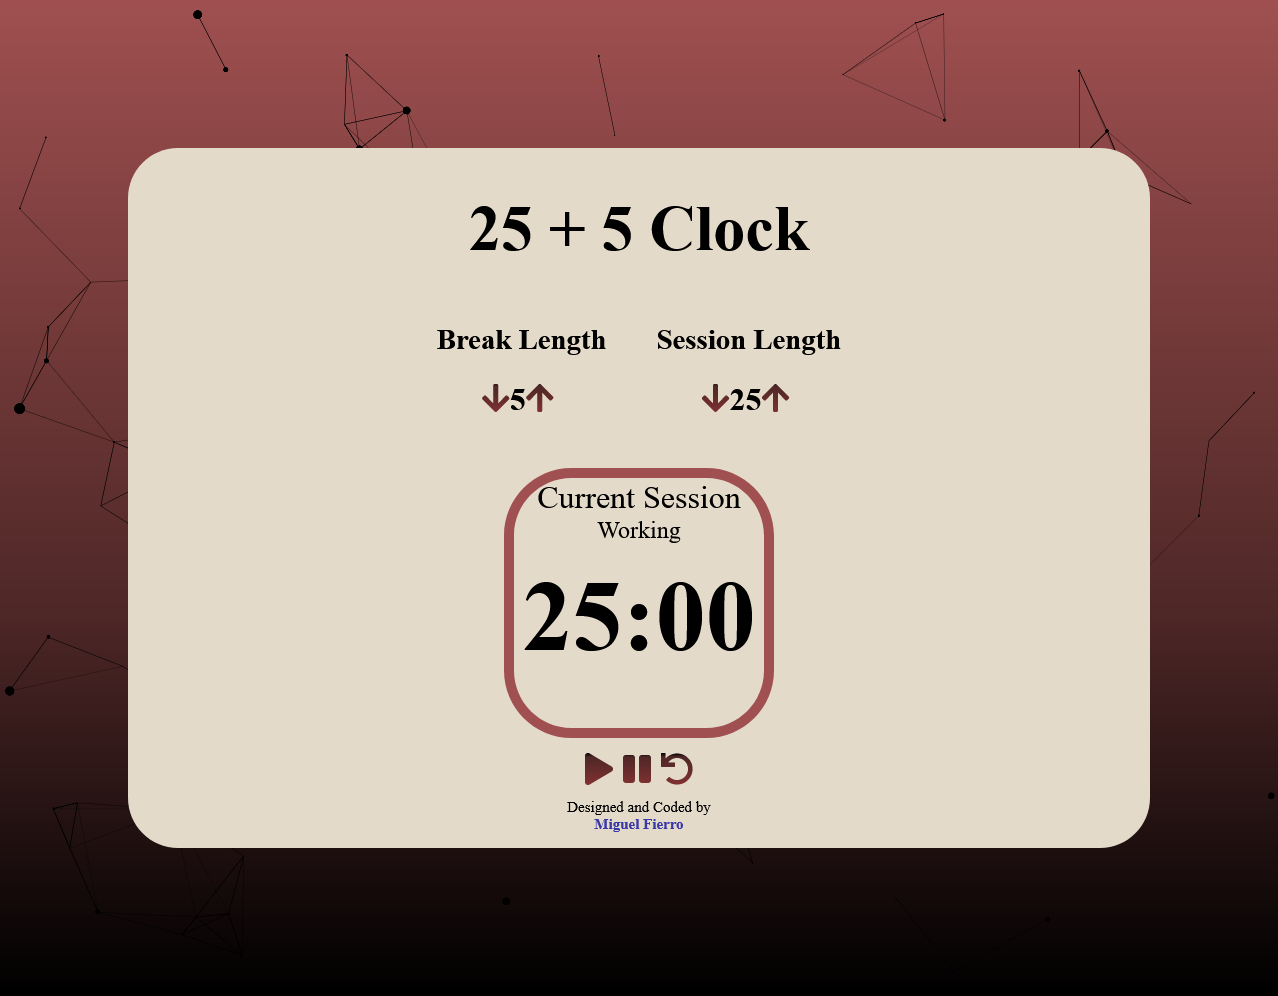 25 + 5 Clock
Break Length
Session Length
5
25
Current Session
Working
25:00
Designed and Coded by
Miguel Fierro